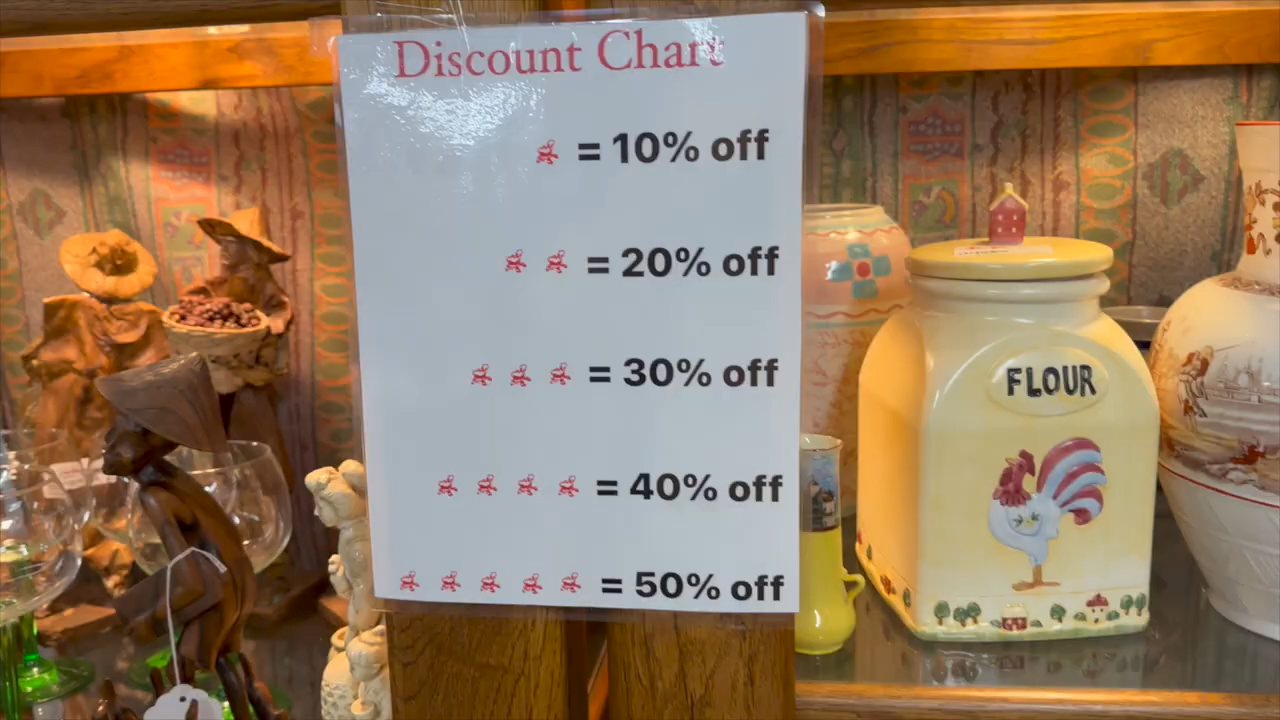 Discount Chart
= 10% off
= 20% off
= 30% off
= 40% off
= 50% off
FLOUR